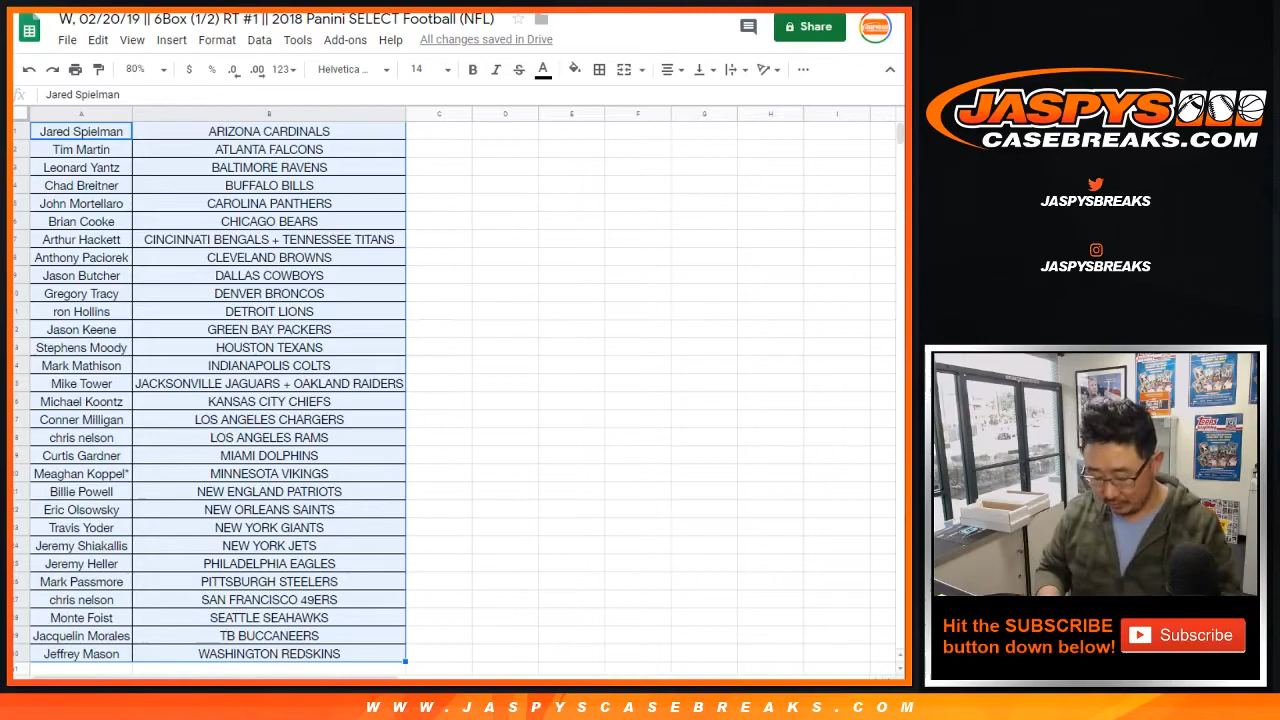 W, 02/20/19 || 6Box (1/2) RT #1 || 2018 Panini SELECT Football (NFL)
File Edit View Insert Format Data Tools Add-ons Help All changes saved in Drive
Share
80% $ % .0 .00 123 Helvetica ... 14 B I S A
fx Jared Spielman
A B C D E F G H I
Jared Spielman ARIZONA CARDINALS
Tim Martin ATLANTA FALCONS
Leonard Yantz BALTIMORE RAVENS
Chad Breitner BUFFALO BILLS
John Mortellaro CAROLINA PANTHERS
Brian Cooke CHICAGO BEARS
Arthur Hackett CINCINNATI BENGALS + TENNESSEE TITANS
Anthony Paciorek CLEVELAND BROWNS
Jason Butcher DALLAS COWBOYS
Gregory Tracy DENVER BRONCOS
ron Hollins DETROIT LIONS
Jason Keene GREEN BAY PACKERS
Stephens Moody HOUSTON TEXANS
Mark Mathison INDIANAPOLIS COLTS
Mike Tower JACKSONVILLE JAGUARS + OAKLAND RAIDERS
Michael Koontz KANSAS CITY CHIEFS
Conner Milligan LOS ANGELES CHARGERS
chris nelson LOS ANGELES RAMS
Curtis Gardner MIAMI DOLPHINS
Meaghan Koppel* MINNESOTA VIKINGS
Billie Powell NEW ENGLAND PATRIOTS
Eric Olsowsky NEW ORLEANS SAINTS
Travis Yoder NEW YORK GIANTS
Jeremy Shiakallis NEW YORK JETS
Jeremy Heller PHILADELPHIA EAGLES
Mark Passmore PITTSBURGH STEELERS
chris nelson SAN FRANCISCO 49ERS
Monte Foist SEATTLE SEAHAWKS
Jacquelin Morales TB BUCCANEERS
Jeffrey Mason WASHINGTON REDSKINS
JASPYS
CASEBREAKS.COM
JASPYSBREAKS
JASPYSBREAKS
Hit the SUBSCRIBE
button down below!
Subscribe
WWW.JASPYSCASEBREAKS.COM